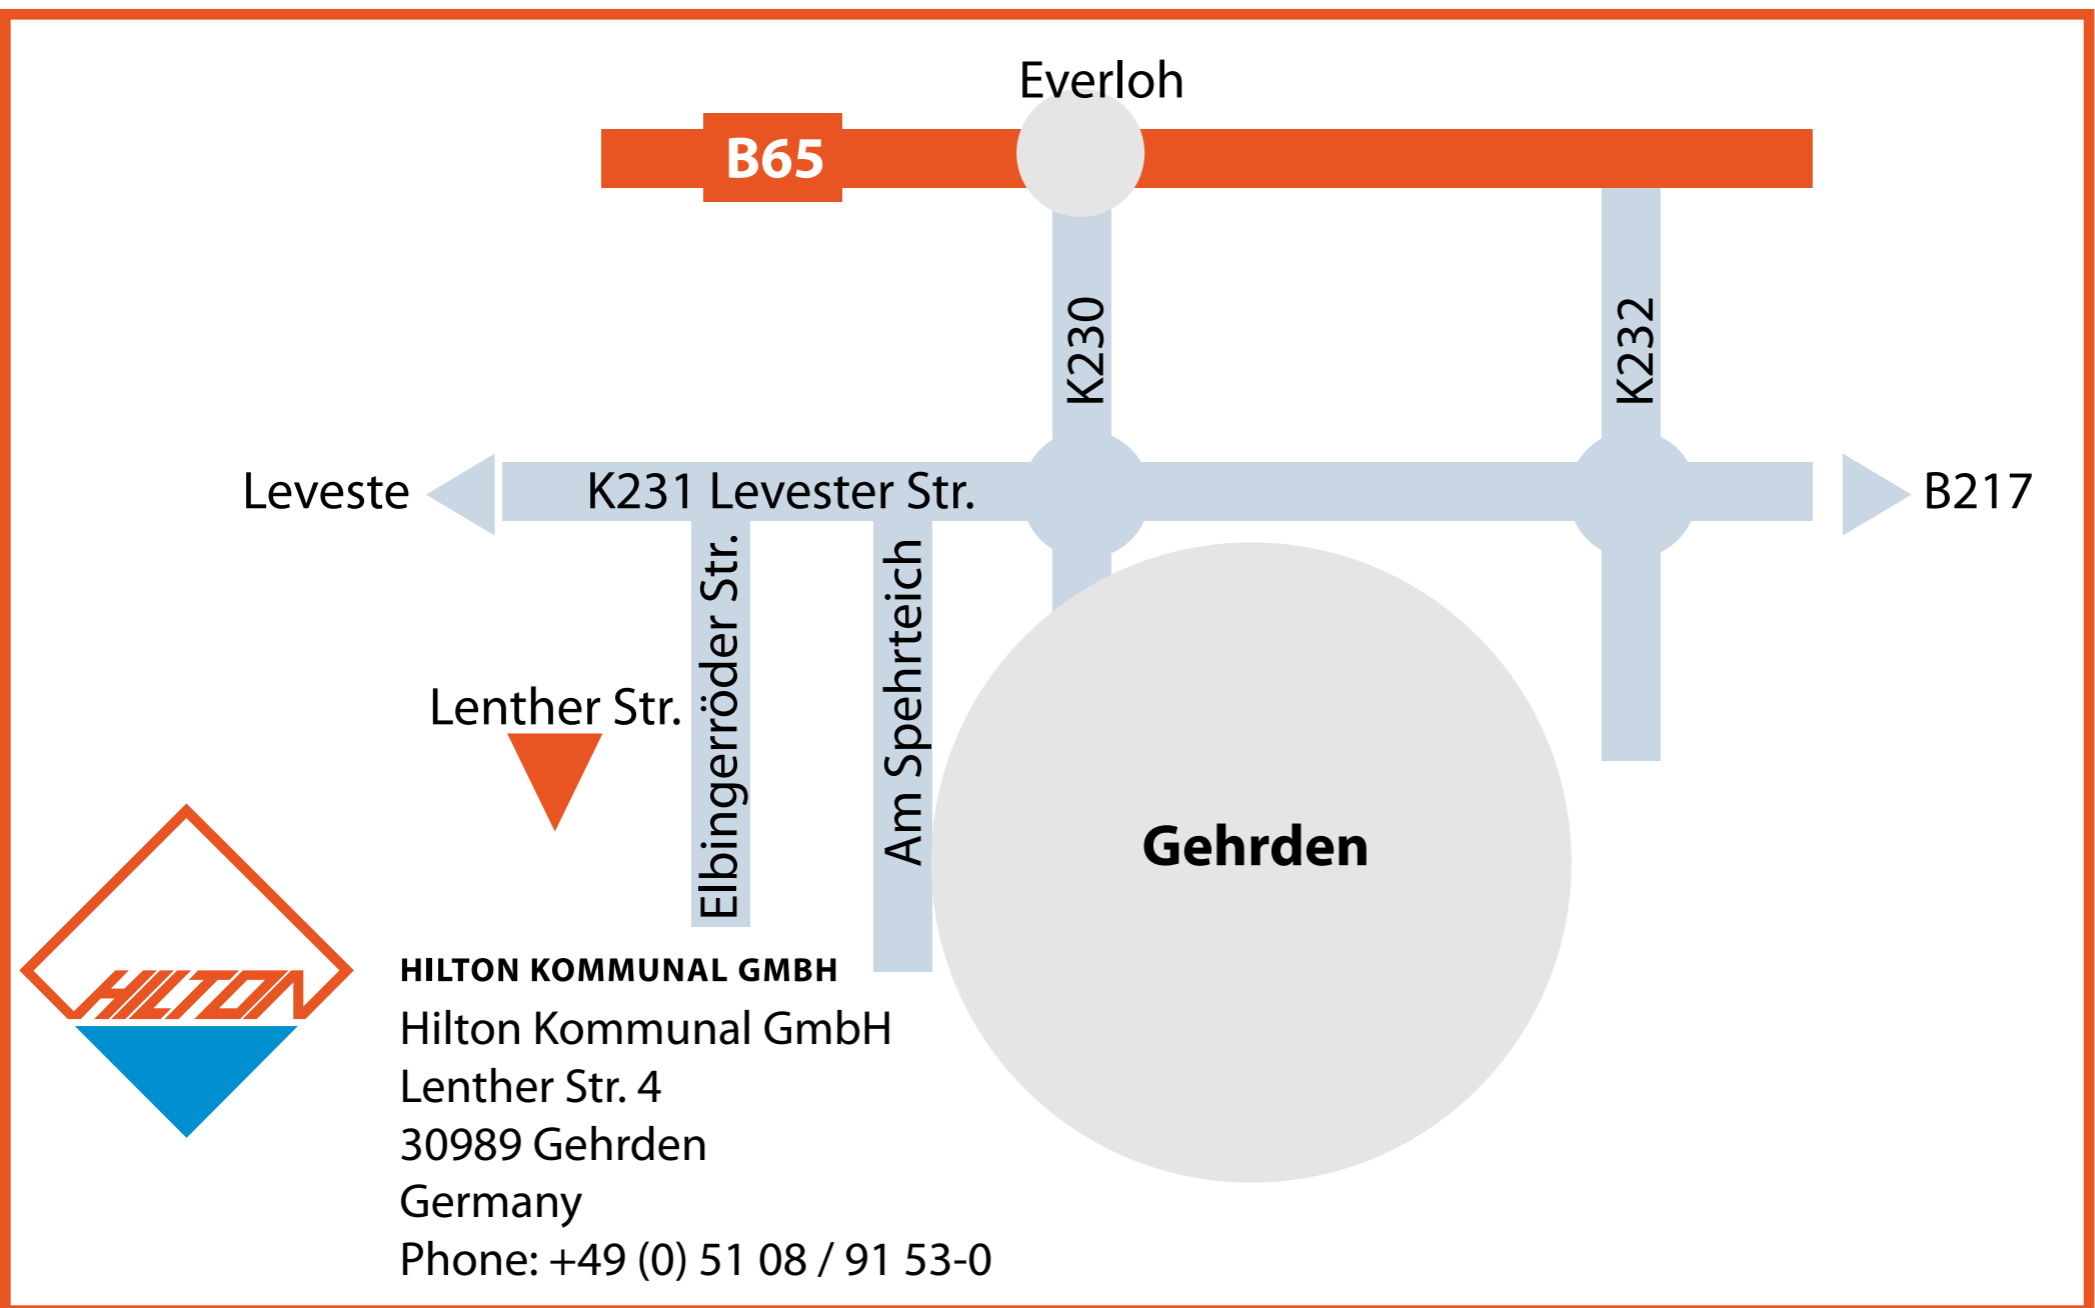 Everloh
B65
K230
K232
Leveste
K231 Levester Str.
B217
Elbingerröder Str.
Am Spehrteich
Lenther Str.
Gehrden
HILTON
HILTON KOMMUNAL GMBH
Hilton Kommunal GmbH
Lenther Str. 4
30989 Gehrden
Germany
Phone: +49 (0) 51 08 / 91 53-0